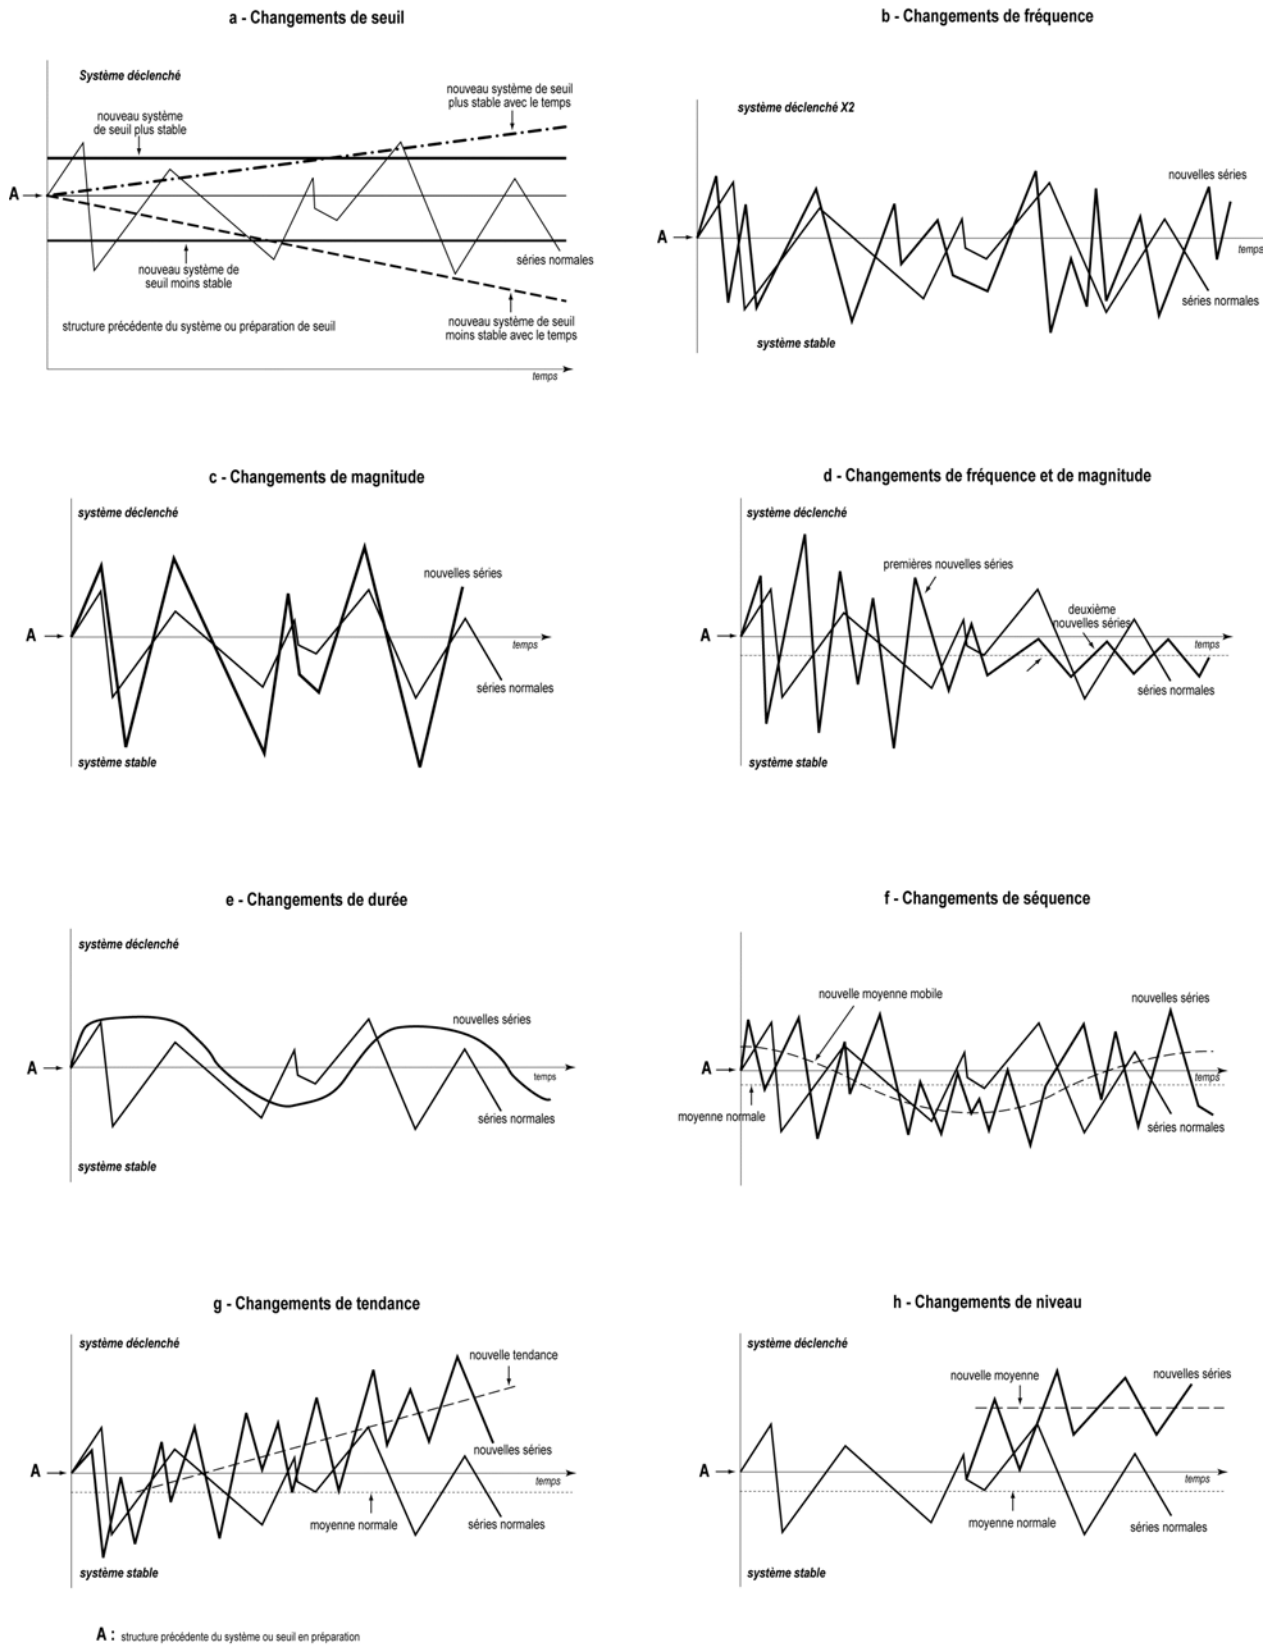 a - Changements de seuil
Système déclenché
nouveau système
de seuil plus stable
nouveau système de seuil
plus stable avec le temps
A
nouveau système de
seuil moins stable
séries normales
structure précédente du système ou préparation de seuil
nouveau système de seuil
moins stable avec le temps
temps
b - Changements de fréquence
système déclenché X2
nouvelles séries
A
temps
séries normales
système stable
c - Changements de magnitude
système déclenché
nouvelles séries
A
temps
séries normales
système stable
d - Changements de fréquence et de magnitude
système déclenché
premières nouvelles séries
deuxième
nouvelles séries
A
temps
séries normales
système stable
e - Changements de durée
système déclenché
nouvelles séries
A
temps
séries normales
système stable
f - Changements de séquence
nouvelle moyenne mobile
nouvelles séries
A
temps
moyenne normale
séries normales
g - Changements de tendance
système déclenché
nouvelle tendance
nouvelles séries
A
temps
moyenne normale
séries normales
système stable
h - Changements de niveau
système déclenché
nouvelle moyenne
nouvelles séries
A
temps
moyenne normale
séries normales
système stable
A : structure précédente du système ou seuil en préparation